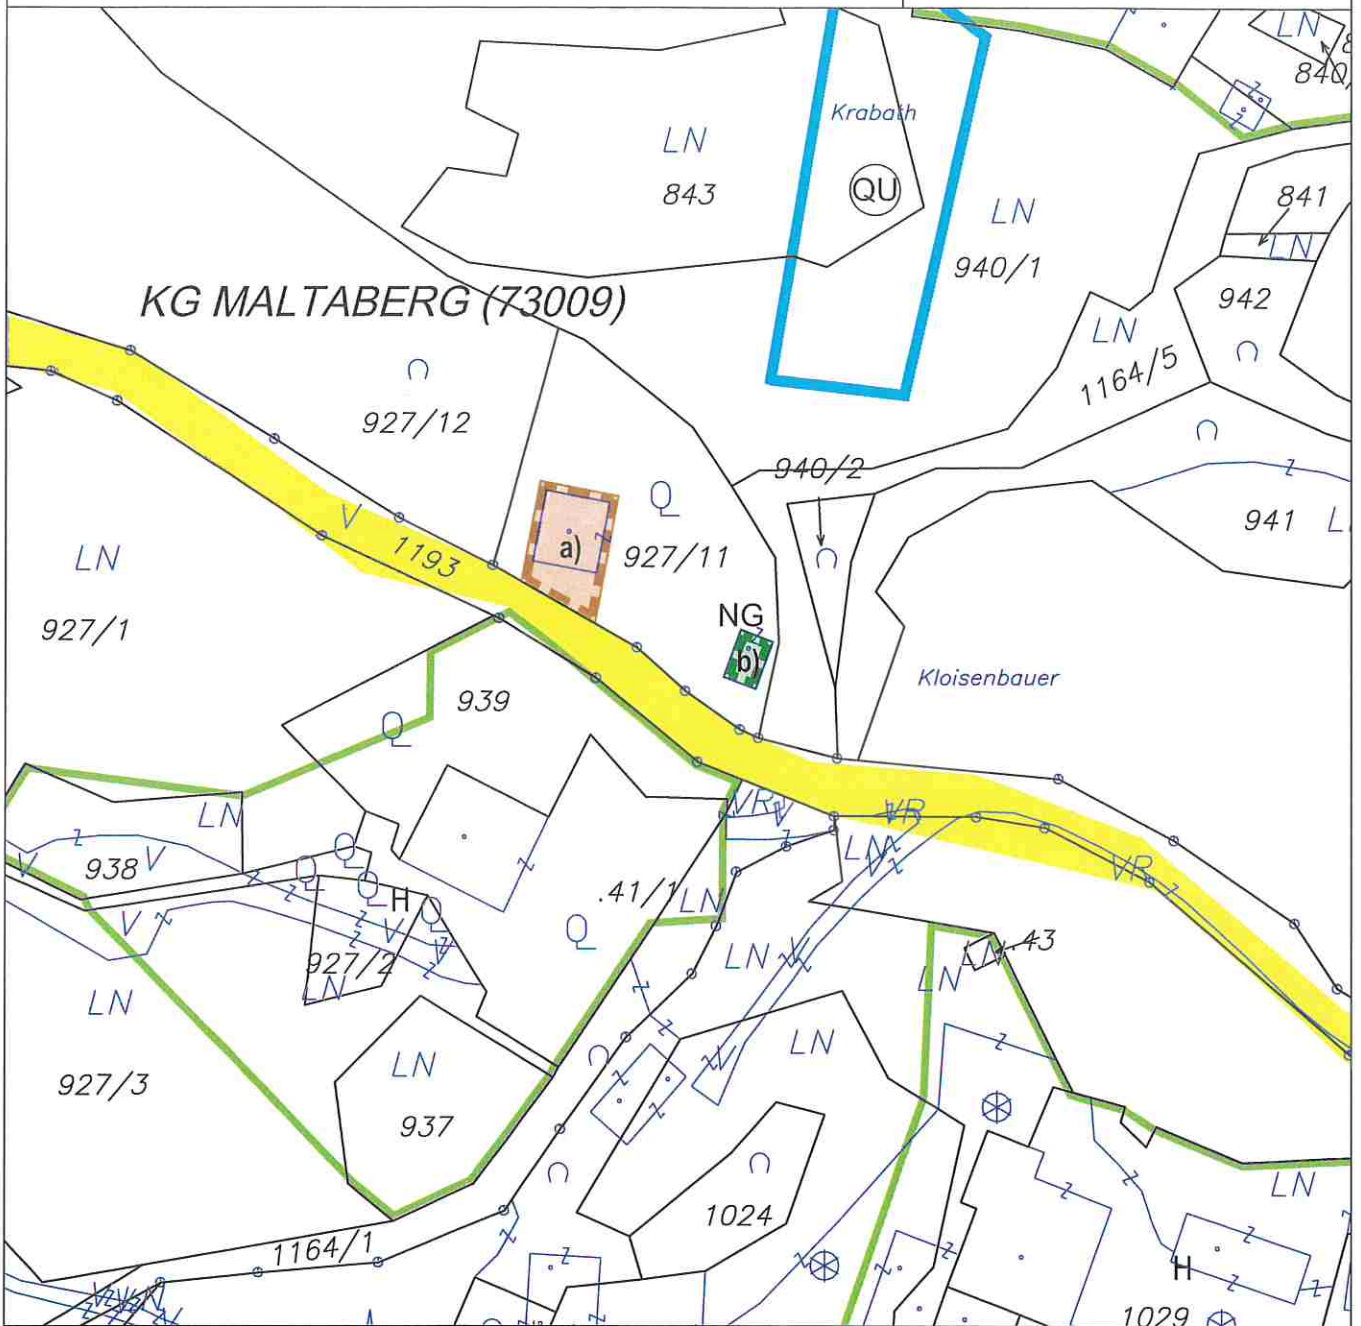 LN
840
Krabath
LN
843
QU
LN
841
LN
940/1
942
KG MALTABERG (73009)
LN
1164/5
927/12
940/2
V
1193
a)
927/11
941
LN
927/1
NG
b)
Kloisenbauer
939
VR
VR
LN
LN
VR
938
V
V
.41/1
LN
H
V
V
V
927/2
LN
LN
V
.43
LN
LN
LN
LN
V
LN
927/3
937
1024
LN
1164/1
H
1029